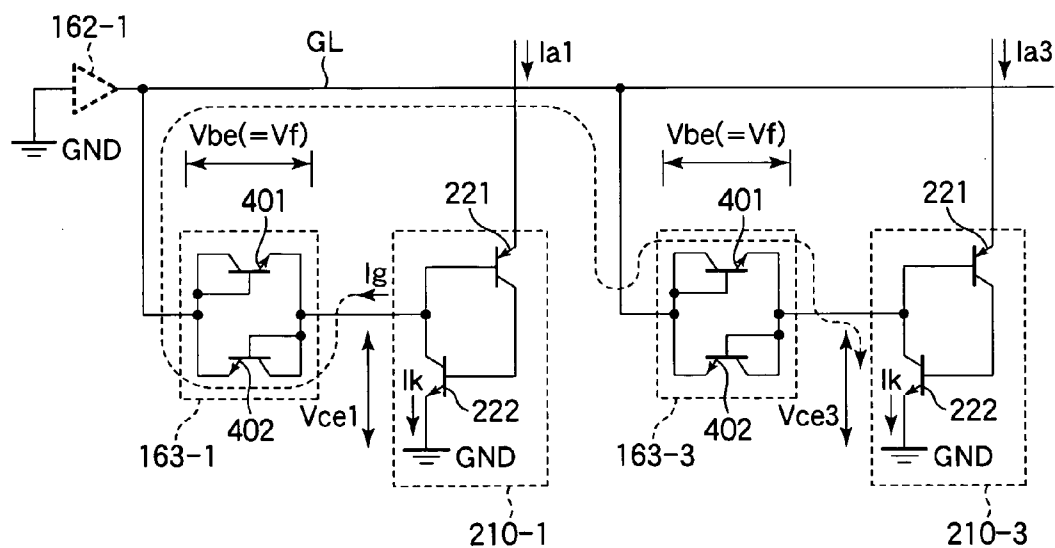 162-1
GL
Ia1
Ia3
GND
Vbe(=Vf)
Vbe(=Vf)
401
221
401
221
Ig
402
Vce1
Ik
222
402
Vce3
Ik
222
163-1
GND
163-3
GND
210-1
210-3